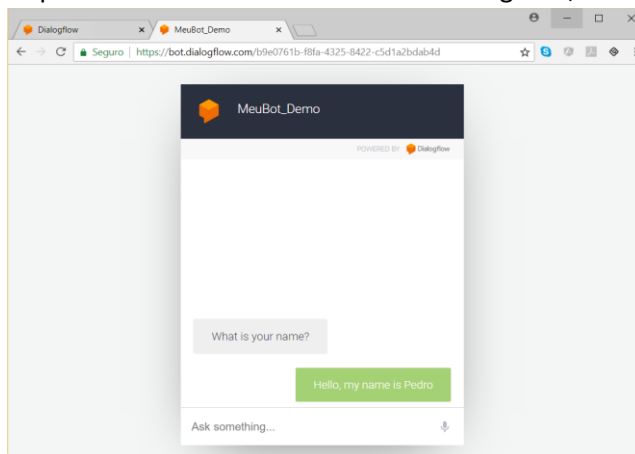 Dialogflow
MeuBot_Demo
Seguro | https://bot.dialogflow.com/b9e0761b-f8fa-4325-8422-c5d1a2bdab4d
MeuBot_Demo
POWERED BY Dialogflow
What is your name?
Hello, my name is Pedro
Ask something...